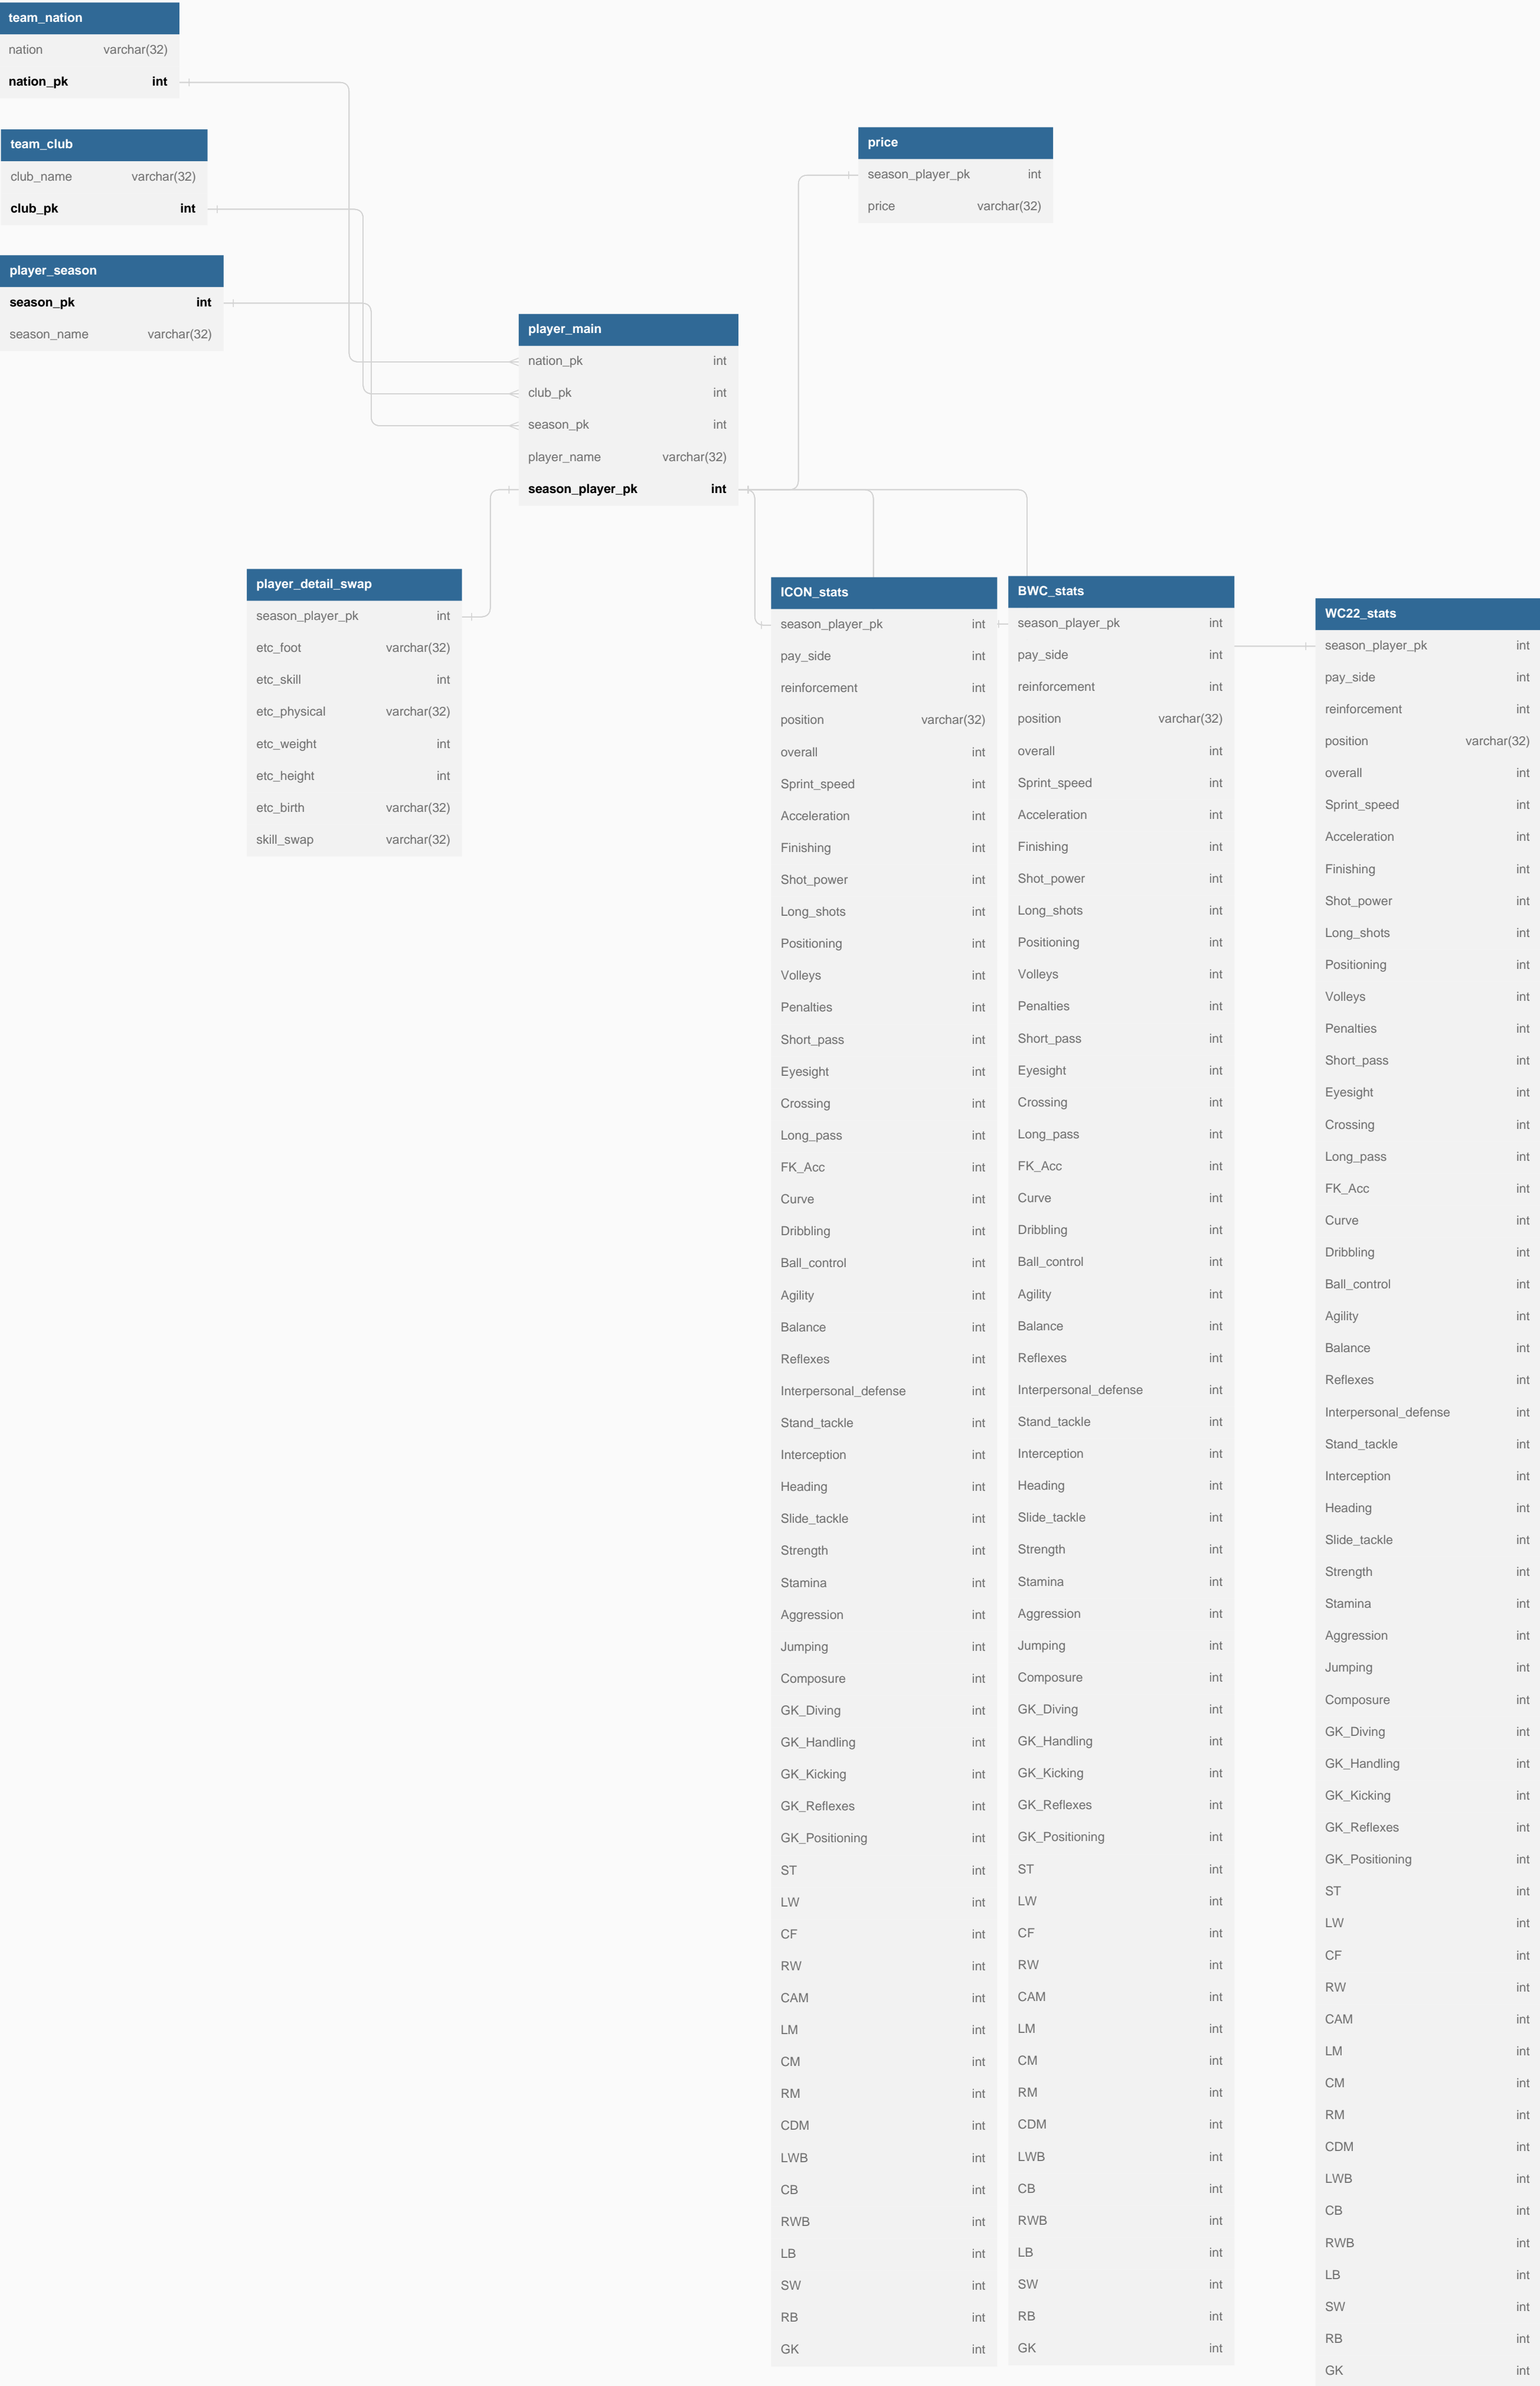 team_nation
nation varchar(32)
nation_pk int
team_club
club_name varchar(32)
club_pk int
player_season
season_pk int
season_name varchar(32)
price
season_player_pk int
price varchar(32)
player_main
nation_pk int
club_pk int
season_pk int
player_name varchar(32)
season_player_pk int
player_detail_swap
season_player_pk int
etc_foot varchar(32)
etc_skill int
etc_physical varchar(32)
etc_weight int
etc_height int
etc_birth varchar(32)
skill_swap varchar(32)
ICON_stats
season_player_pk int
pay_side int
reinforcement int
position varchar(32)
overall int
Sprint_speed int
Acceleration int
Finishing int
Shot_power int
Long_shots int
Positioning int
Volleys int
Penalties int
Short_pass int
Eyesight int
Crossing int
Long_pass int
FK_Acc int
Curve int
Dribbling int
Ball_control int
Agility int
Balance int
Reflexes int
Interpersonal_defense int
Stand_tackle int
Interception int
Heading int
Slide_tackle int
Strength int
Stamina int
Aggression int
Jumping int
Composure int
GK_Diving int
GK_Handling int
GK_Kicking int
GK_Reflexes int
GK_Positioning int
ST int
LW int
CF int
RW int
CAM int
LM int
CM int
RM int
CDM int
LWB int
CB int
RWB int
LB int
SW int
RB int
GK int
BWC_stats
season_player_pk int
pay_side int
reinforcement int
position varchar(32)
overall int
Sprint_speed int
Acceleration int
Finishing int
Shot_power int
Long_shots int
Positioning int
Volleys int
Penalties int
Short_pass int
Eyesight int
Crossing int
Long_pass int
FK_Acc int
Curve int
Dribbling int
Ball_control int
Agility int
Balance int
Reflexes int
Interpersonal_defense int
Stand_tackle int
Interception int
Heading int
Slide_tackle int
Strength int
Stamina int
Aggression int
Jumping int
Composure int
GK_Diving int
GK_Handling int
GK_Kicking int
GK_Reflexes int
GK_Positioning int
ST int
LW int
CF int
RW int
CAM int
LM int
CM int
RM int
CDM int
LWB int
CB int
RWB int
LB int
SW int
RB int
GK int
WC22_stats
season_player_pk int
pay_side int
reinforcement int
position varchar(32)
overall int
Sprint_speed int
Acceleration int
Finishing int
Shot_power int
Long_shots int
Positioning int
Volleys int
Penalties int
Short_pass int
Eyesight int
Crossing int
Long_pass int
FK_Acc int
Curve int
Dribbling int
Ball_control int
Agility int
Balance int
Reflexes int
Interpersonal_defense int
Stand_tackle int
Interception int
Heading int
Slide_tackle int
Strength int
Stamina int
Aggression int
Jumping int
Composure int
GK_Diving int
GK_Handling int
GK_Kicking int
GK_Reflexes int
GK_Positioning int
ST int
LW int
CF int
RW int
CAM int
LM int
CM int
RM int
CDM int
LWB int
CB int
RWB int
LB int
SW int
RB int
GK int